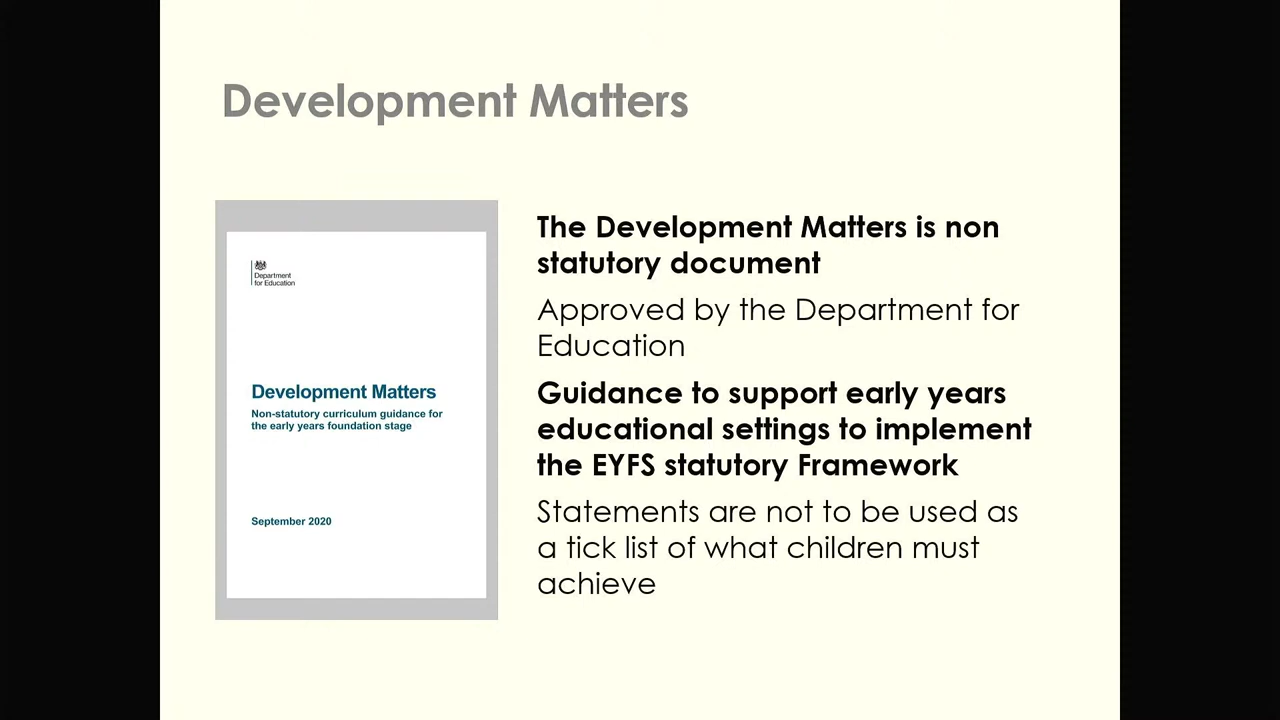 Development Matters
Department
for Education
Development Matters
Non-statutory curriculum guidance for
the early years foundation stage
September 2020
The Development Matters is non
statutory document
Approved by the Department for
Education
Guidance to support early years
educational settings to implement
the EYFS statutory Framework
Statements are not to be used as
a tick list of what children must
achieve